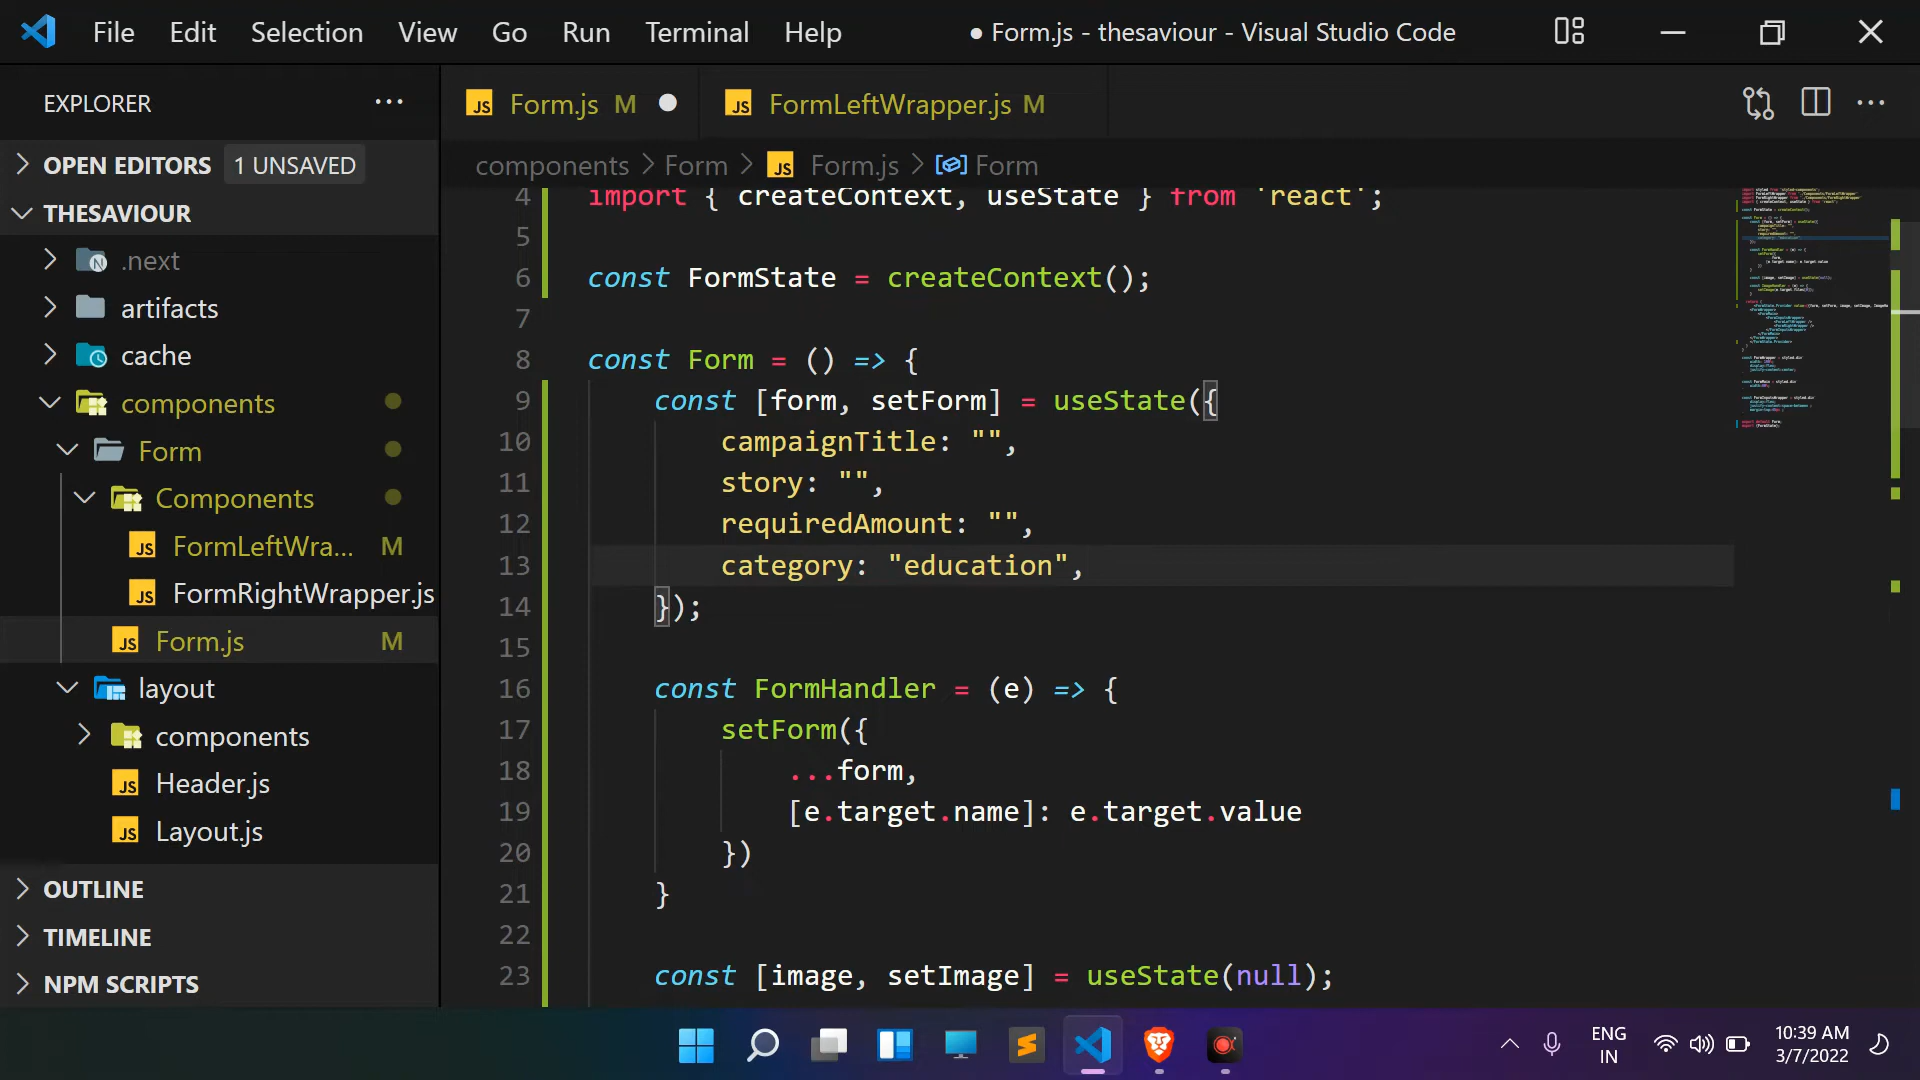 File Edit Selection View Go Run Terminal Help
● Form.js - thesaviour - Visual Studio Code
EXPLORER
OPEN EDITORS 1 UNSAVED
THESAVIOUR
.next
artifacts
cache
components
Form
Components
FormLeftWra... M
FormRightWrapper.js
Form.js M
layout
components
Header.js
Layout.js
OUTLINE
TIMELINE
NPM SCRIPTS
JS Form.js M
JS FormLeftWrapper.js M
components > Form > JS Form.js > Form
4 import { createContext, useState } from 'react';
5
6 const FormState = createContext();
7
8 const Form = () => {
9 const [form, setForm] = useState({
10 campaignTitle: "",
11 story: "",
12 requiredAmount: "",
13 category: "education",
14 });
15
16 const FormHandler = (e) => {
17 setForm({
18 ...form,
19 [e.target.name]: e.target.value
20 })
21 }
22
23 const [image, setImage] = useState(null);
ENG
IN
10:39 AM
3/7/2022